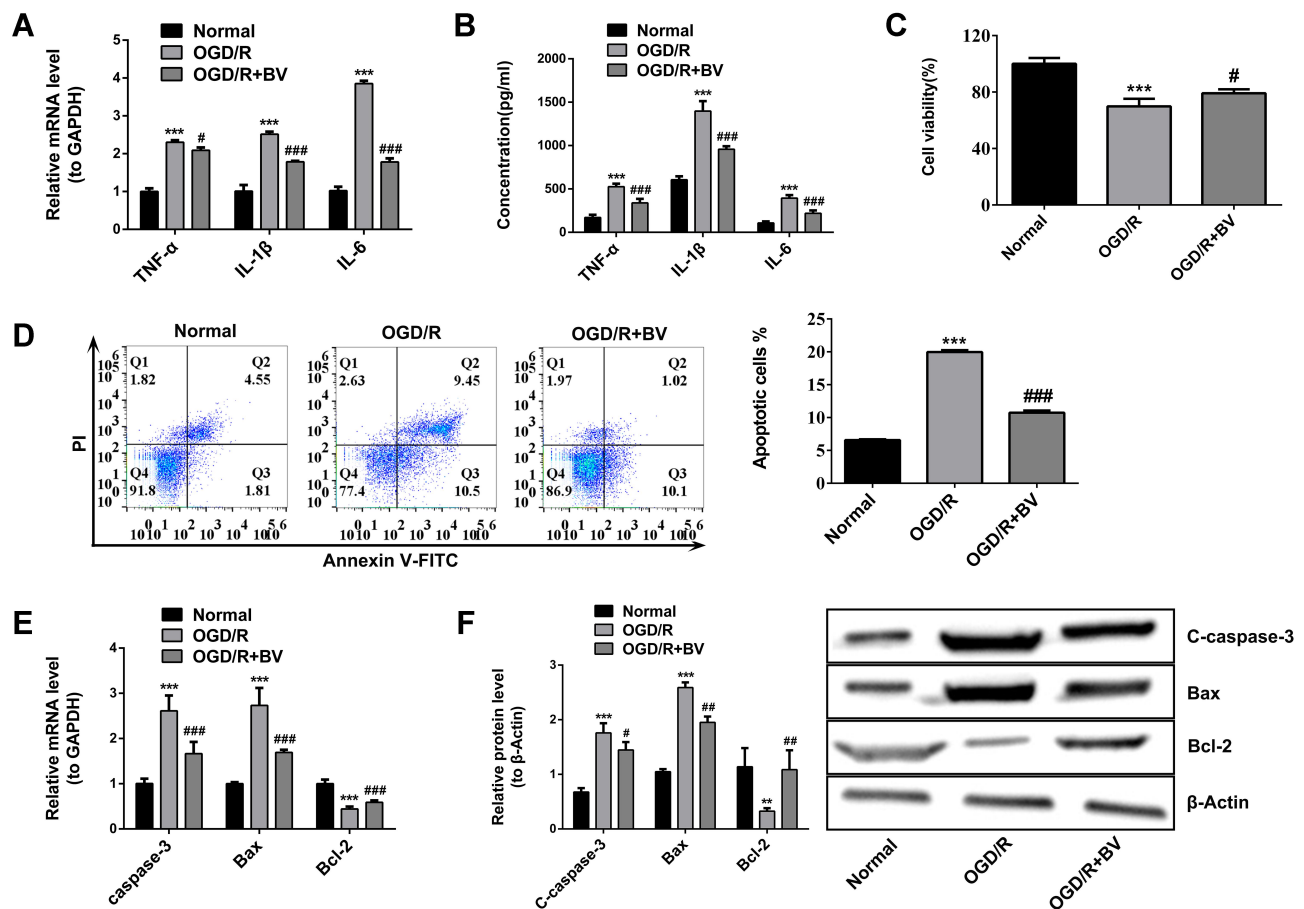 A
Normal
OGD/R
OGD/R+BV
Relative mRNA level
(to GAPDH)
5
4
3
2
1
0
***
#
***
###
***
###
TNF-α
IL-1β
IL-6
B
Normal
OGD/R
OGD/R+BV
Concentration(pg/ml)
2000
1500
1000
500
0
***
###
***
###
***
###
TNF-α
IL-1β
IL-6
C
Cell viability(%)
120
80
40
0
***
#
Normal
OGD/R
OGD/R+BV
D
Normal
OGD/R
OGD/R+BV
PI
Q1
1.82
Q2
4.55
Q4
91.8
Q3
1.81
Q1
2.63
Q2
9.45
Q4
77.4
Q3
10.5
Q1
1.97
Q2
1.02
Q4
86.9
Q3
10.1
Annexin V-FITC
Apoptotic cells %
25
20
15
10
5
0
***
###
Normal
OGD/R
OGD/R+BV
E
Normal
OGD/R
OGD/R+BV
Relative mRNA level
(to GAPDH)
4
3
2
1
0
***
###
***
###
***
###
caspase-3
Bax
Bcl-2
F
Normal
OGD/R
OGD/R+BV
Relative protein level
(to β-Actin)
3
2
1
0
***
#
***
##
**
##
C-caspase-3
Bax
Bcl-2
C-caspase-3
Bax
Bcl-2
β-Actin
Normal
OGD/R
OGD/R+BV